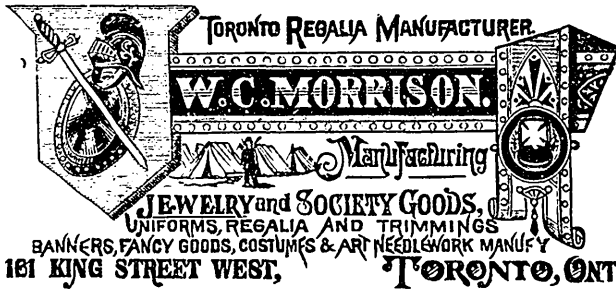 TORONTO REGALIA MANUFACTURER.
W.C. MORRISON.
Manufacturing
JEWELRY and SOCIETY GOODS,
UNIFORMS, REGALIA AND TRIMMINGS
BANNERS, FANCY GOODS, COSTUMES & ART NEEDLEWORK MANUF'Y
161 KING STREET WEST, TORONTO, ONT